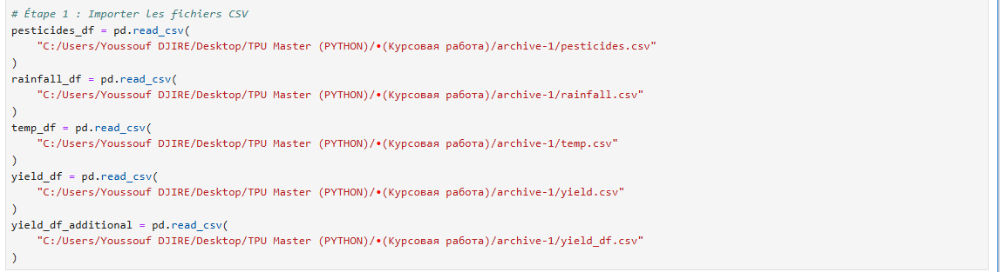 # Étape 1 : Importer les fichiers CSV
pesticides_df = pd.read_csv(
    "C:/Users/Youssouf DJIRE/Desktop/TPU Master (PYTHON)/•(Курсовая работа)/archive-1/pesticides.csv"
)
rainfall_df = pd.read_csv(
    "C:/Users/Youssouf DJIRE/Desktop/TPU Master (PYTHON)/•(Курсовая работа)/archive-1/rainfall.csv"
)
temp_df = pd.read_csv(
    "C:/Users/Youssouf DJIRE/Desktop/TPU Master (PYTHON)/•(Курсовая работа)/archive-1/temp.csv"
)
yield_df = pd.read_csv(
    "C:/Users/Youssouf DJIRE/Desktop/TPU Master (PYTHON)/•(Курсовая работа)/archive-1/yield.csv"
)
yield_df_additional = pd.read_csv(
    "C:/Users/Youssouf DJIRE/Desktop/TPU Master (PYTHON)/•(Курсовая работа)/archive-1/yield_df.csv"
)